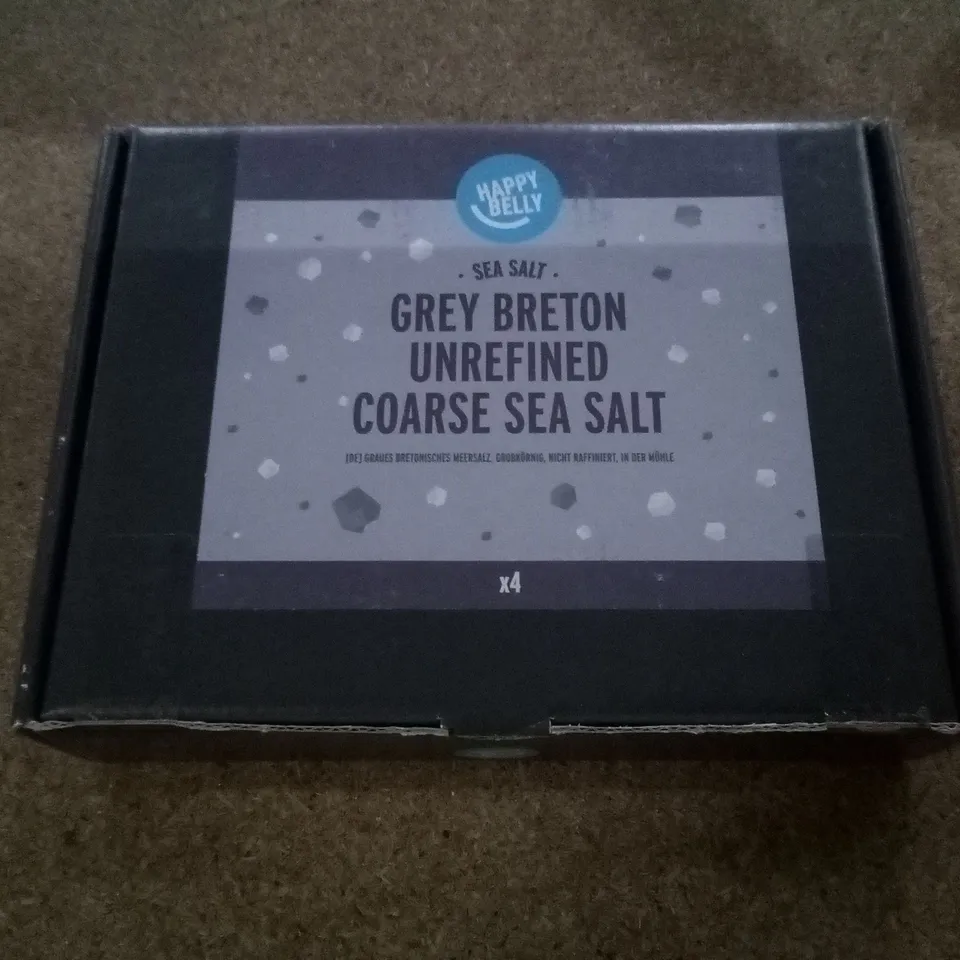 HAPPY
BELLY
· SEA SALT ·
GREY BRETON
UNREFINED
COARSE SEA SALT
[DE] GRAUES BRETONISCHES MEERSALZ, GROBKÖRNIG, NICHT RAFFINIERT, IN DER MÜHLE
x4